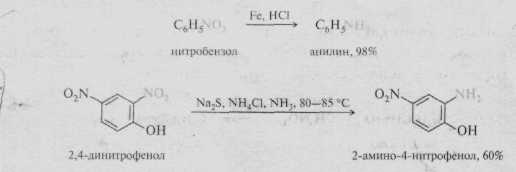 Fe, HCl
C₆H₅NO₂ C₆H₅NH₂
нитробензол анилин, 98%
O₂N NO₂ Na₂S, NH₄Cl, NH₃, 80—85 °C O₂N NH₂
OH OH
2,4-динитрофенол 2-амино-4-нитрофенол, 60%